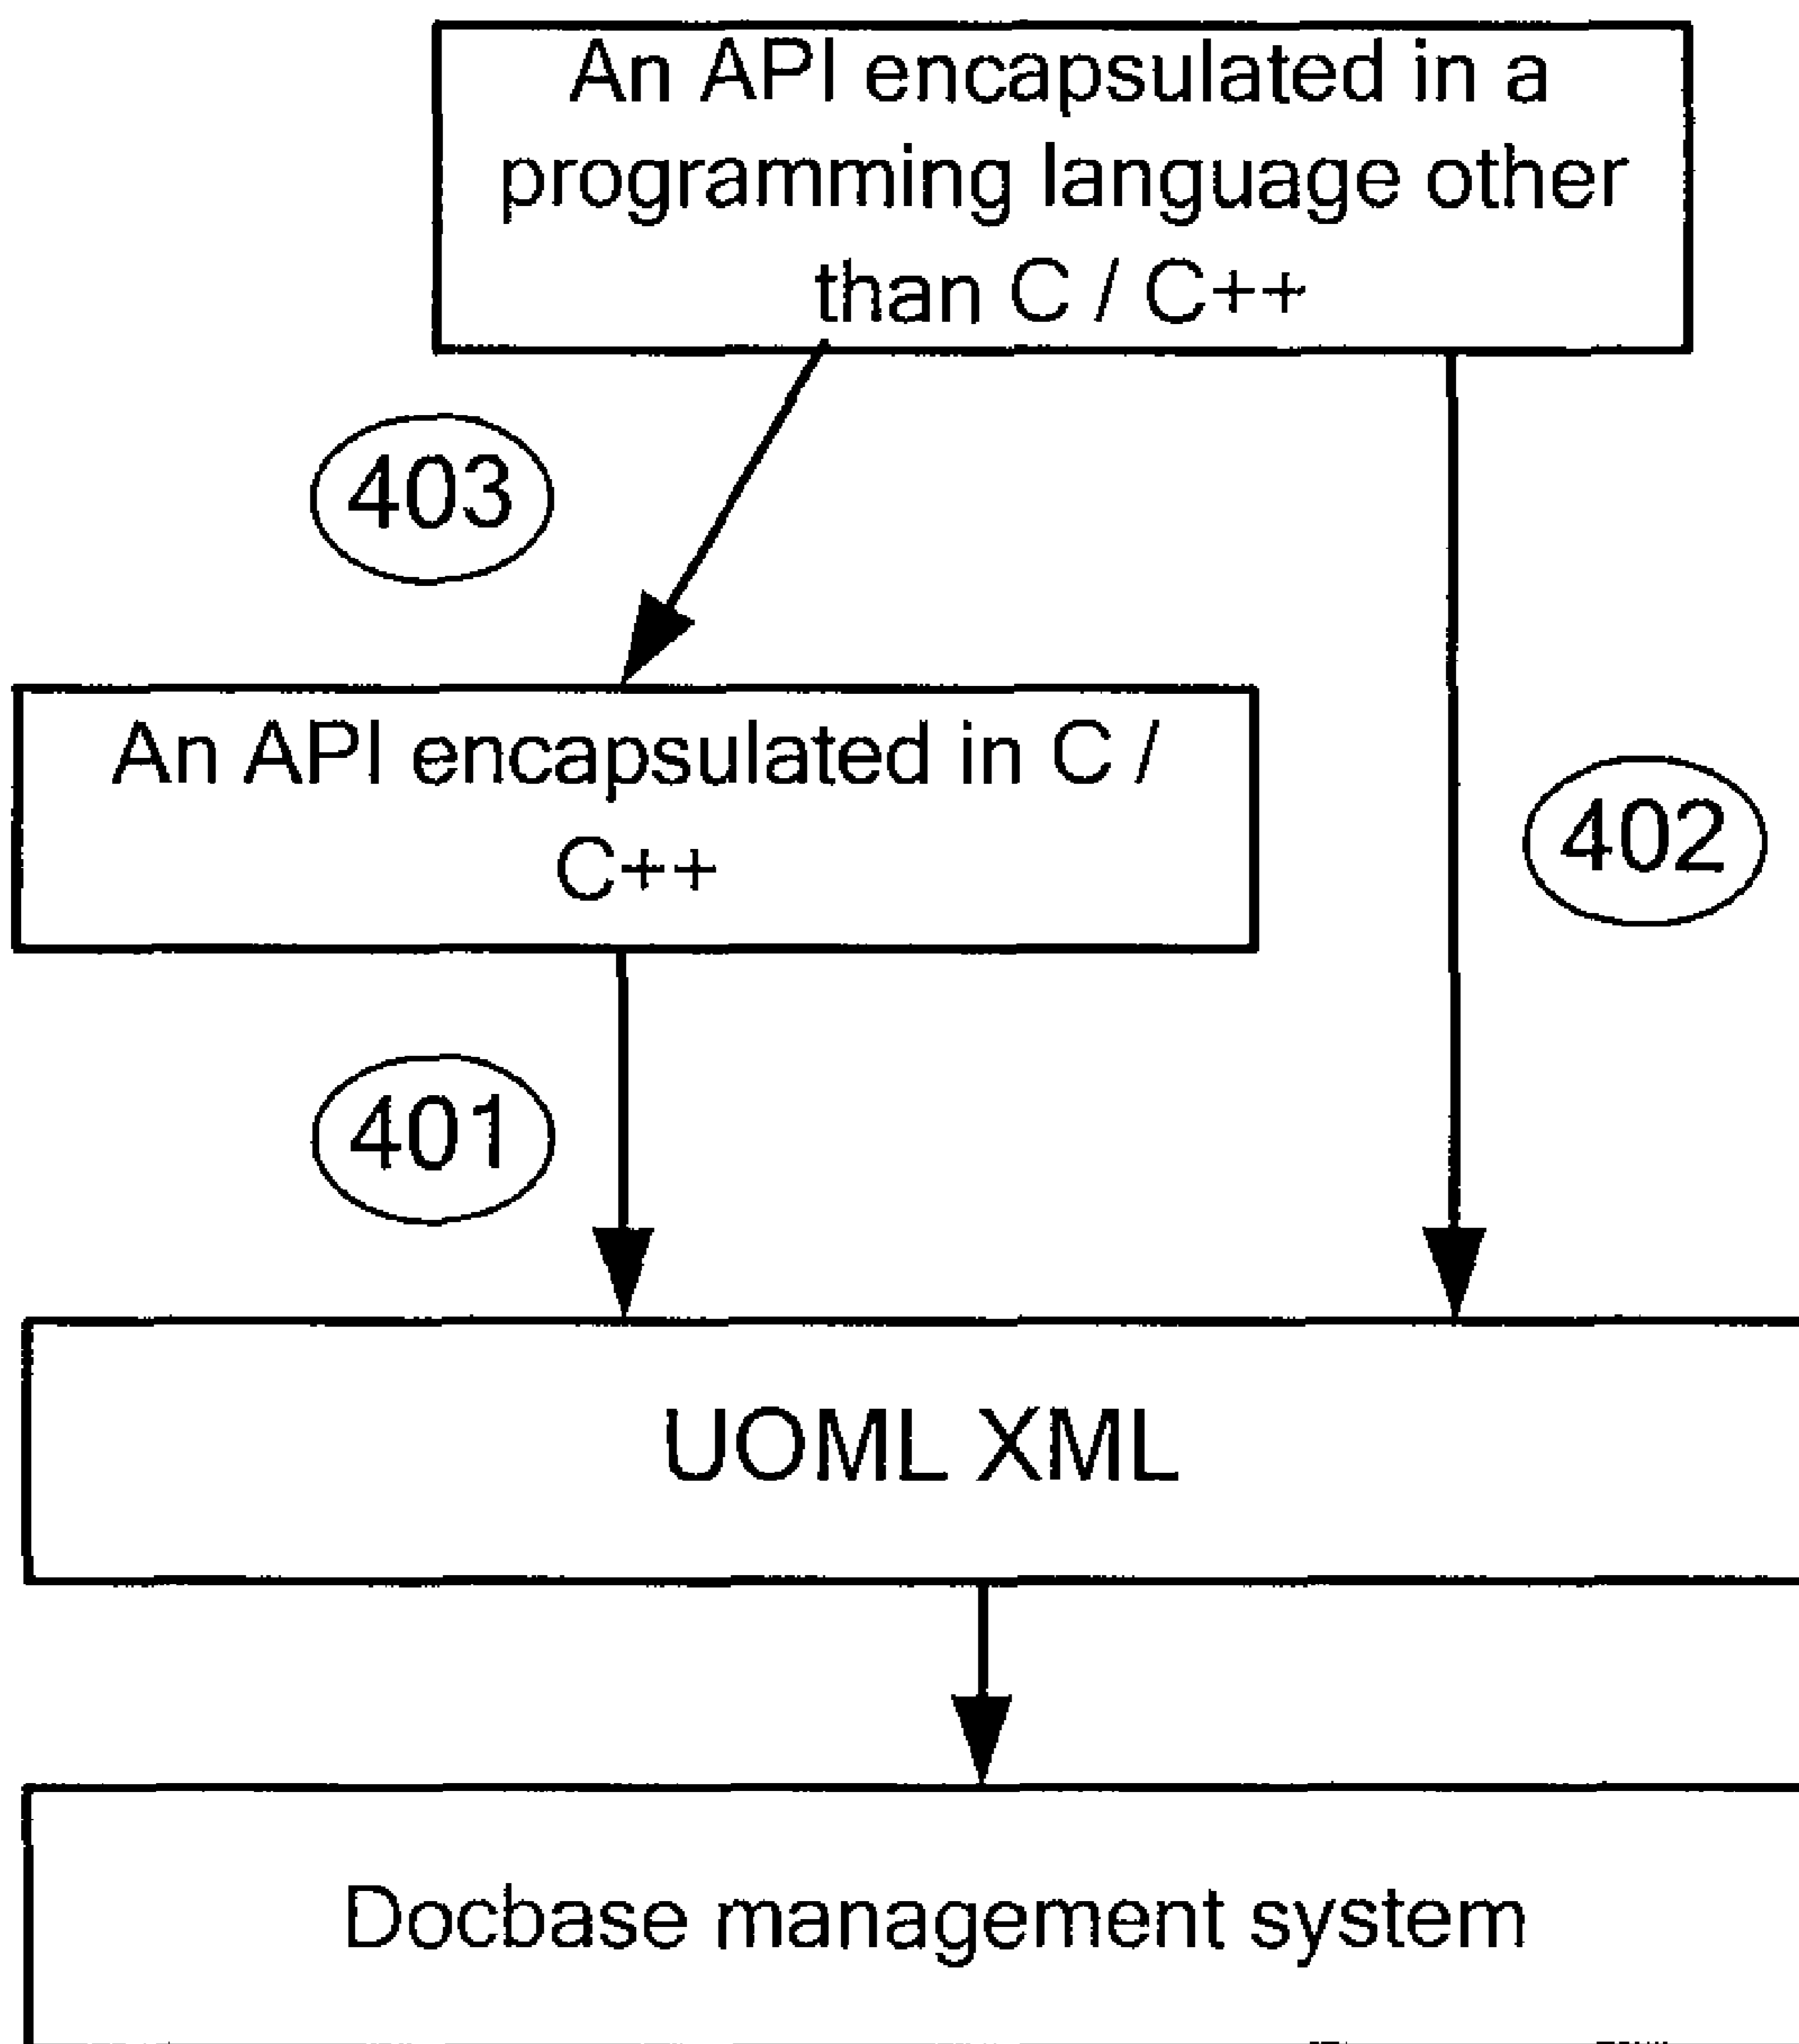 An API encapsulated in a
programming language other
than C / C++
403
An API encapsulated in C /
C++
402
401
UOML XML
Docbase management system